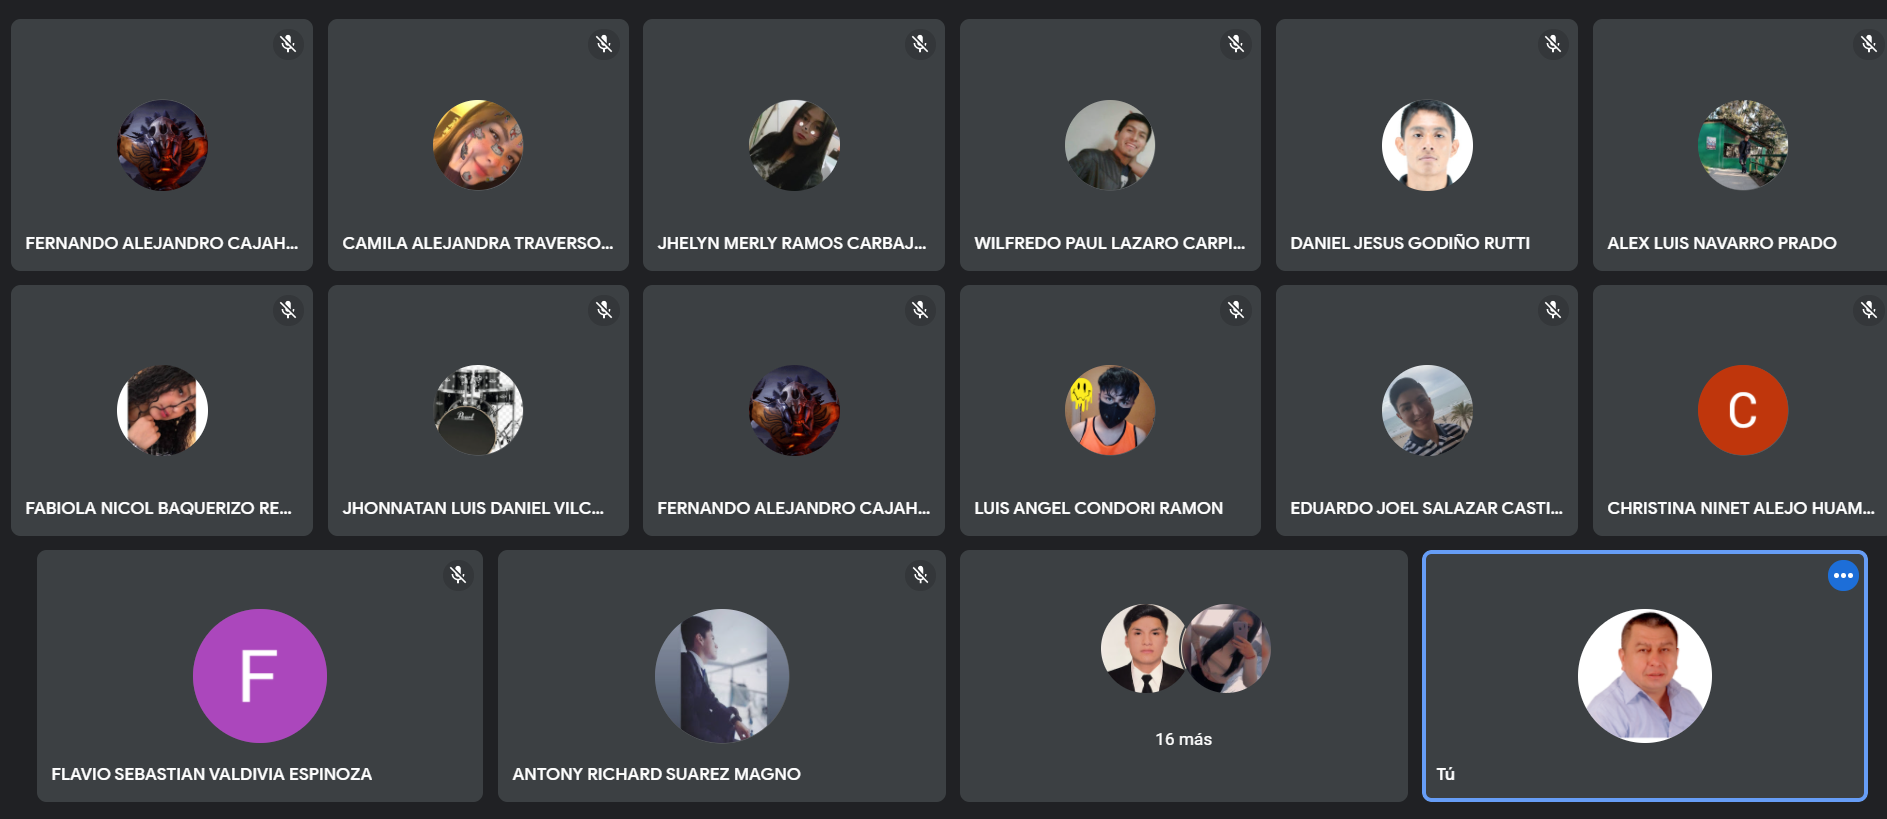 FERNANDO ALEJANDRO CAJAH...
CAMILA ALEJANDRA TRAVERSO...
JHELYN MERLY RAMOS CARBAJ...
WILFREDO PAUL LAZARO CARPI...
DANIEL JESUS GODIÑO RUTTI
ALEX LUIS NAVARRO PRADO
FABIOLA NICOL BAQUERIZO RE...
JHONNATAN LUIS DANIEL VILC...
Pearl
FERNANDO ALEJANDRO CAJAH...
LUIS ANGEL CONDORI RAMON
EDUARDO JOEL SALAZAR CASTI...
C
CHRISTINA NINET ALEJO HUAM...
F
FLAVIO SEBASTIAN VALDIVIA ESPINOZA
ANTONY RICHARD SUAREZ MAGNO
16 más
Tú